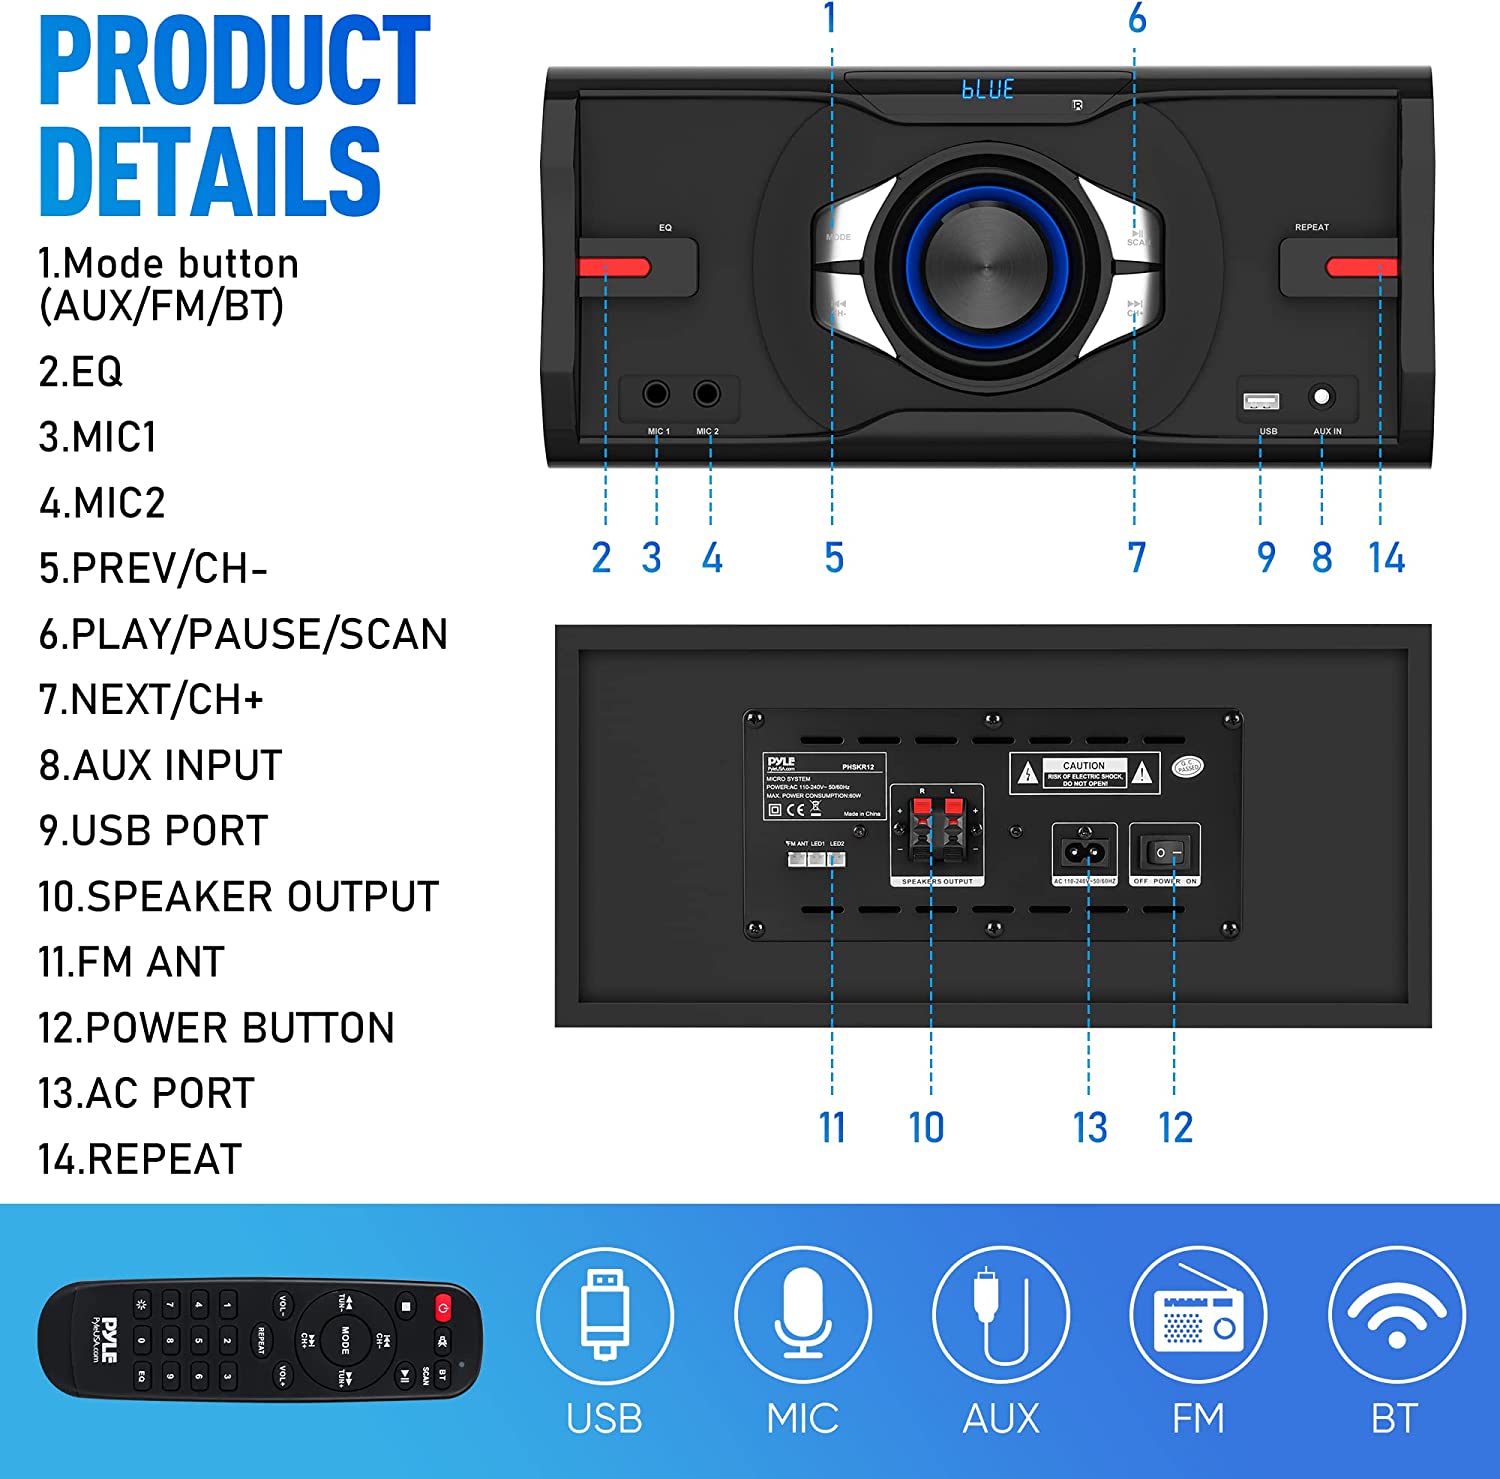 PRODUCT
DETAILS
1.Mode button
(AUX/FM/BT)
2.EQ
3.MIC1
4.MIC2
5.PREV/CH-
6.PLAY/PAUSE/SCAN
7.NEXT/CH+
8.AUX INPUT
9.USB PORT
10.SPEAKER OUTPUT
11.FM ANT
12.POWER BUTTON
13.AC PORT
14.REPEAT
1 6
bLUE
R
EQ
REPEAT
MODE
SCAN
CH-
CH+
MIC 1 MIC 2
USB AUX IN
2 3 4 5 7 9 8 14
PYLE
PyleUSA.com
PHSKR12
MICRO SYSTEM
POWER:AC 110-240V~ 50/60Hz
MAX. POWER CONSUMPTION:60W
CE
Made in China
R L
+ +
- -
SPEAKERS OUTPUT
CAUTION
RISK OF ELECTRIC SHOCK,
DO NOT OPEN!
Q.C
PASSED
FM ANT LED1 LED2
AC 110-240V~50/60HZ
OFF POWER ON
11 10 13 12
BT
SCAN
CH-
TUN-
MODE
TUN+
CH+
VOL-
REPEAT
VOL+
1 2 3
4 5 6
7 8 9
0 EQ
PYLE
PyleUSA.com
USB MIC AUX FM BT